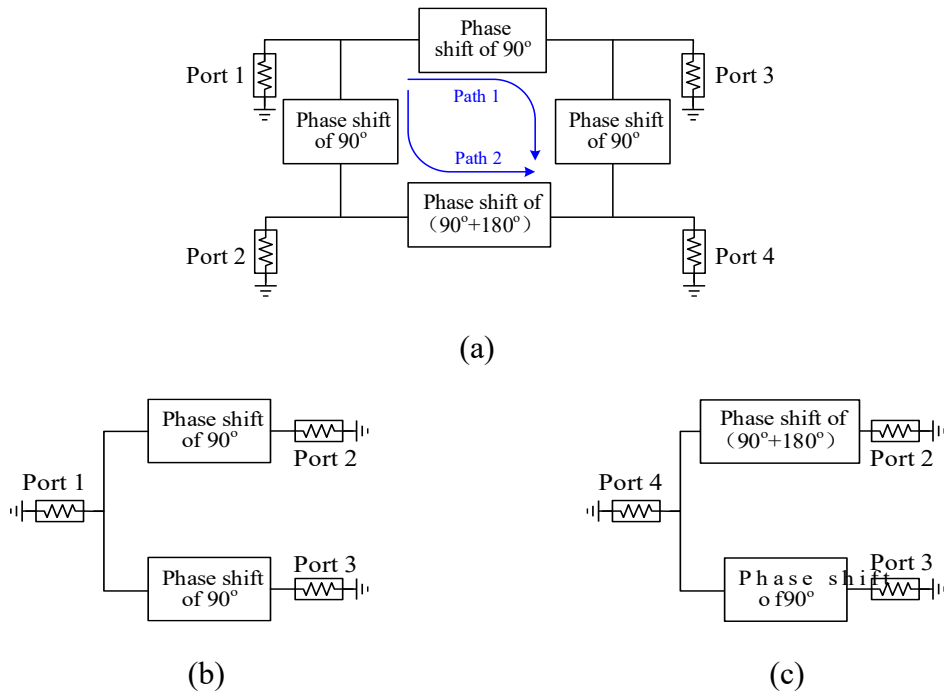 Phase
shift of 90°
Port 1
Port 3
Phase shift
of 90°
Path 1
Path 2
Phase shift
of 90°
Phase shift of
（90°+180°）
Port 2
Port 4
(a)
Phase shift
of 90°
Port 2
Port 1
Phase shift
of 90°
Port 3
(b)
Phase shift of
（90°+180°）
Port 2
Port 4
Phase shift
of90°
Port 3
(c)